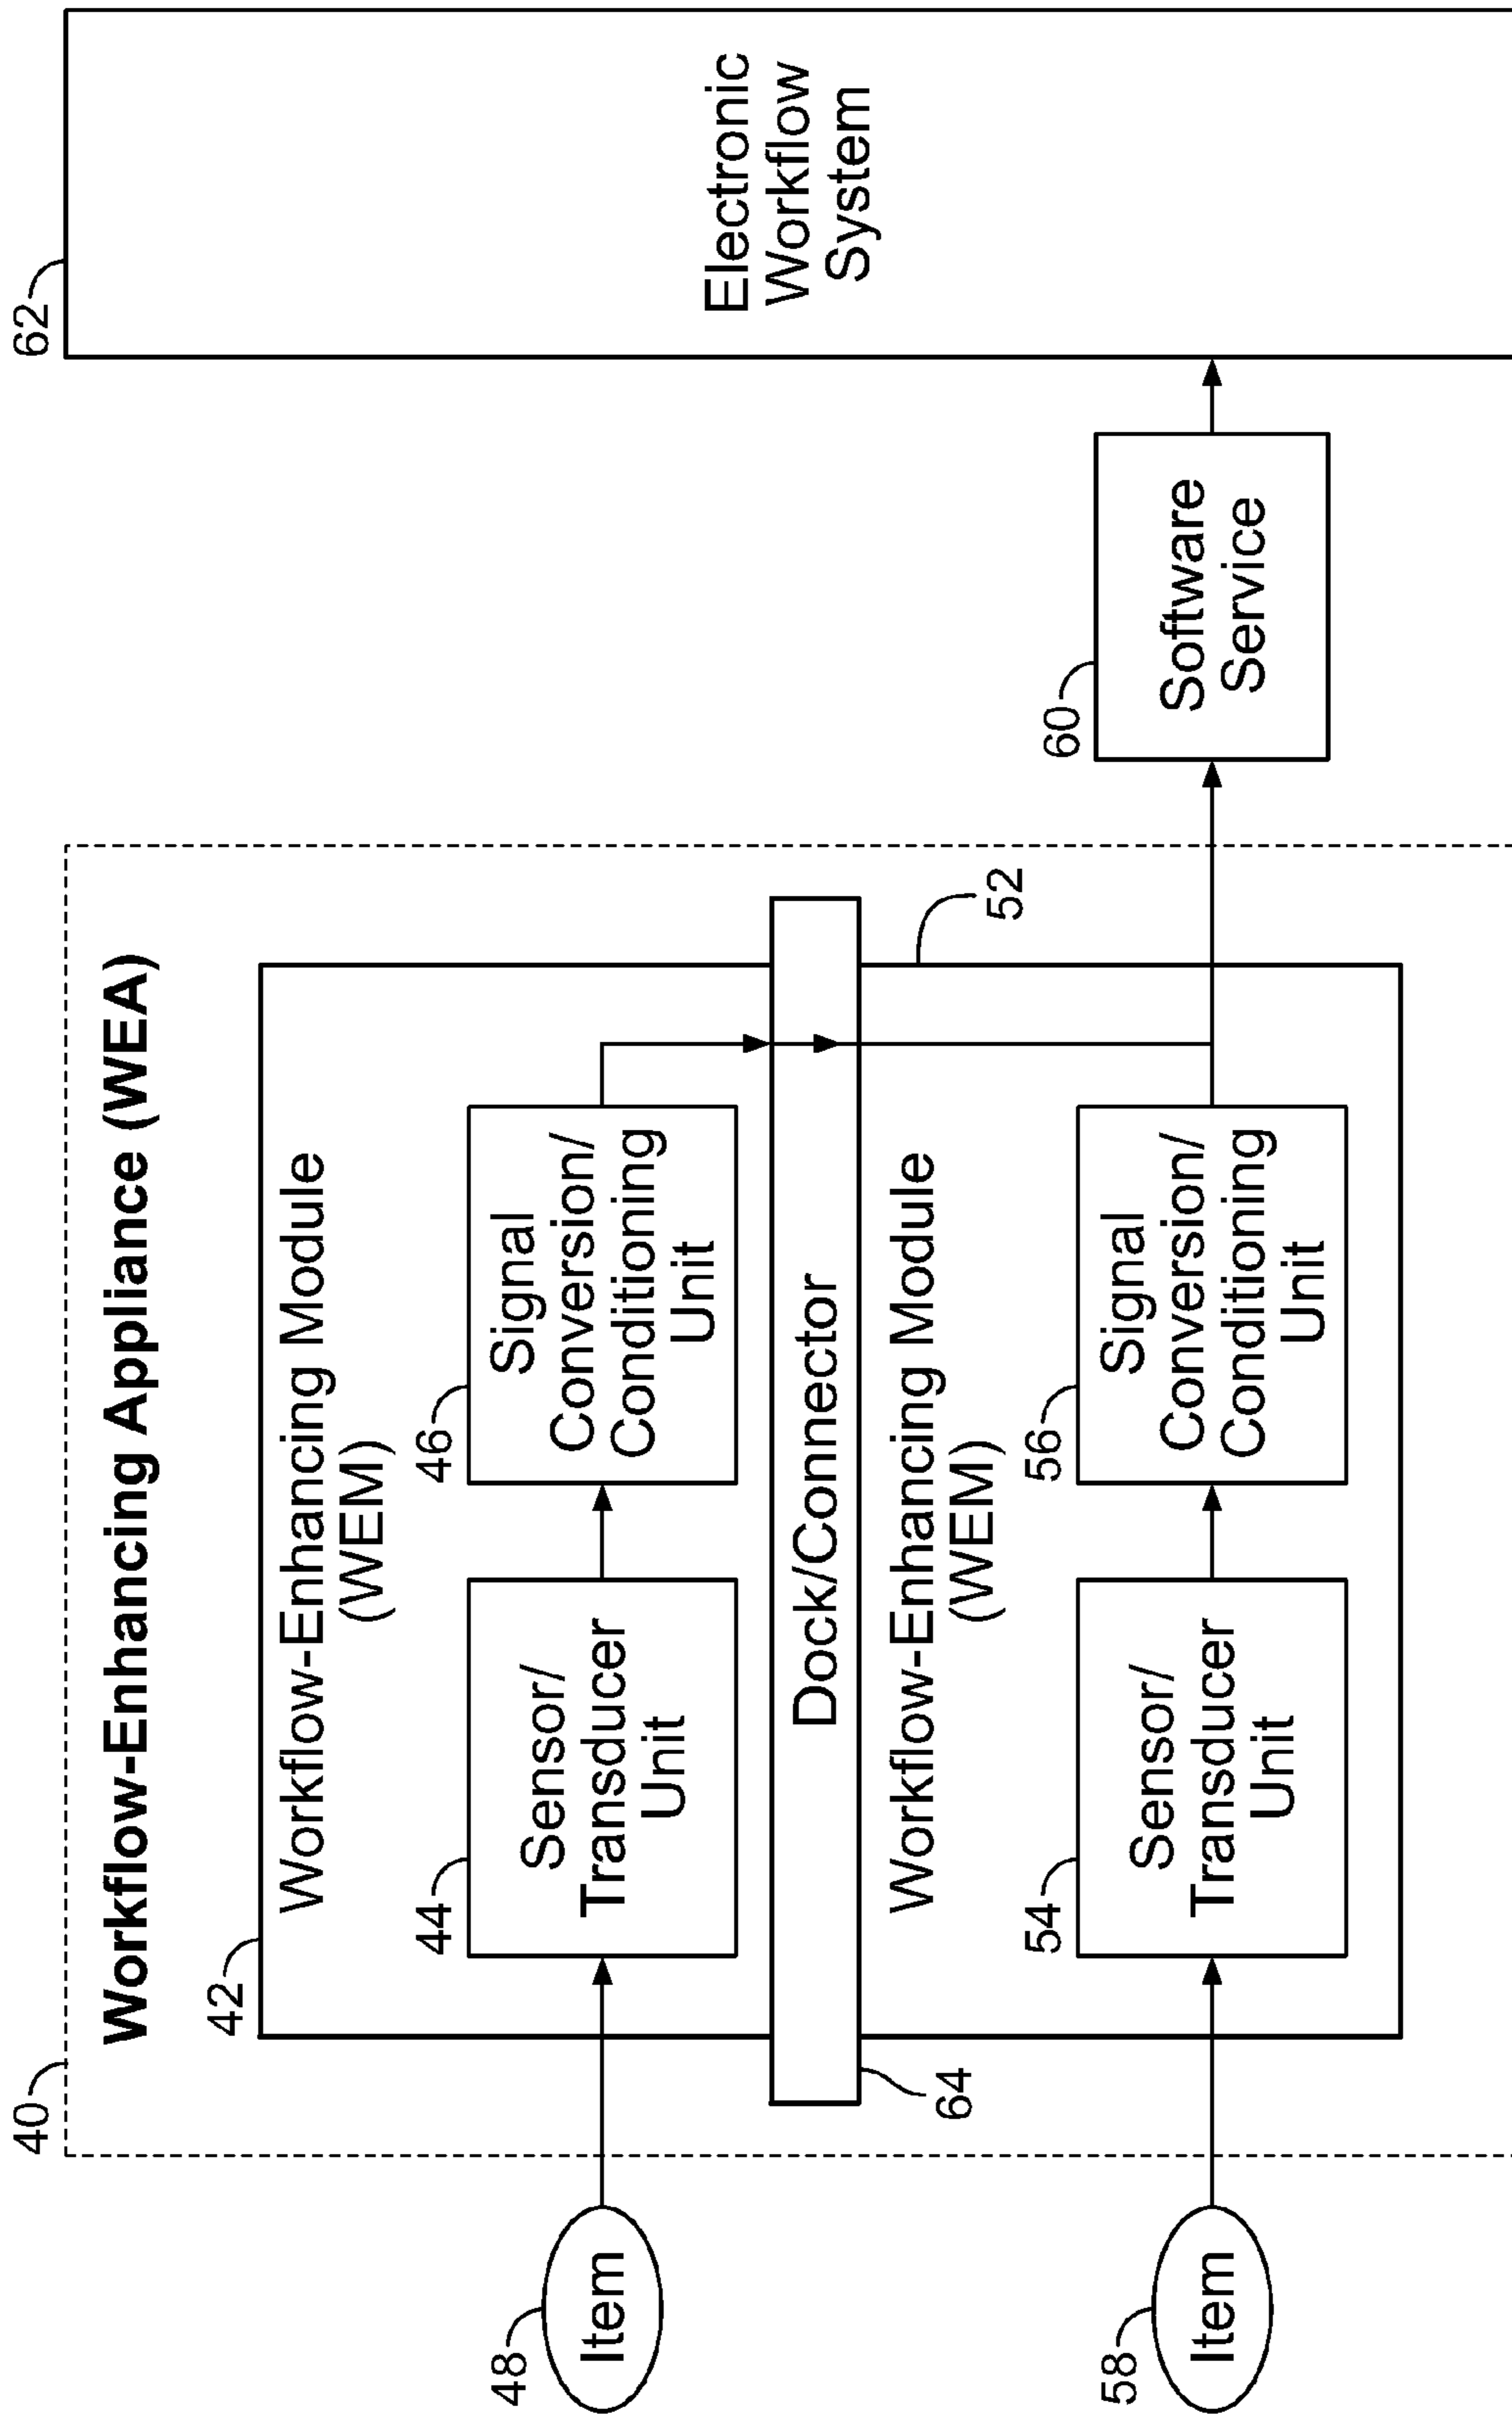 40
Workflow-Enhancing Appliance (WEA)
42
Workflow-Enhancing Module
(WEM)
48
Item
44
Sensor/
Transducer
Unit
46
Signal
Conversion/
Conditioning
Unit
64
Dock/Connector
52
Workflow-Enhancing Module
(WEM)
58
Item
54
Sensor/
Transducer
Unit
56
Signal
Conversion/
Conditioning
Unit
60
Software
Service
62
Electronic
Workflow
System